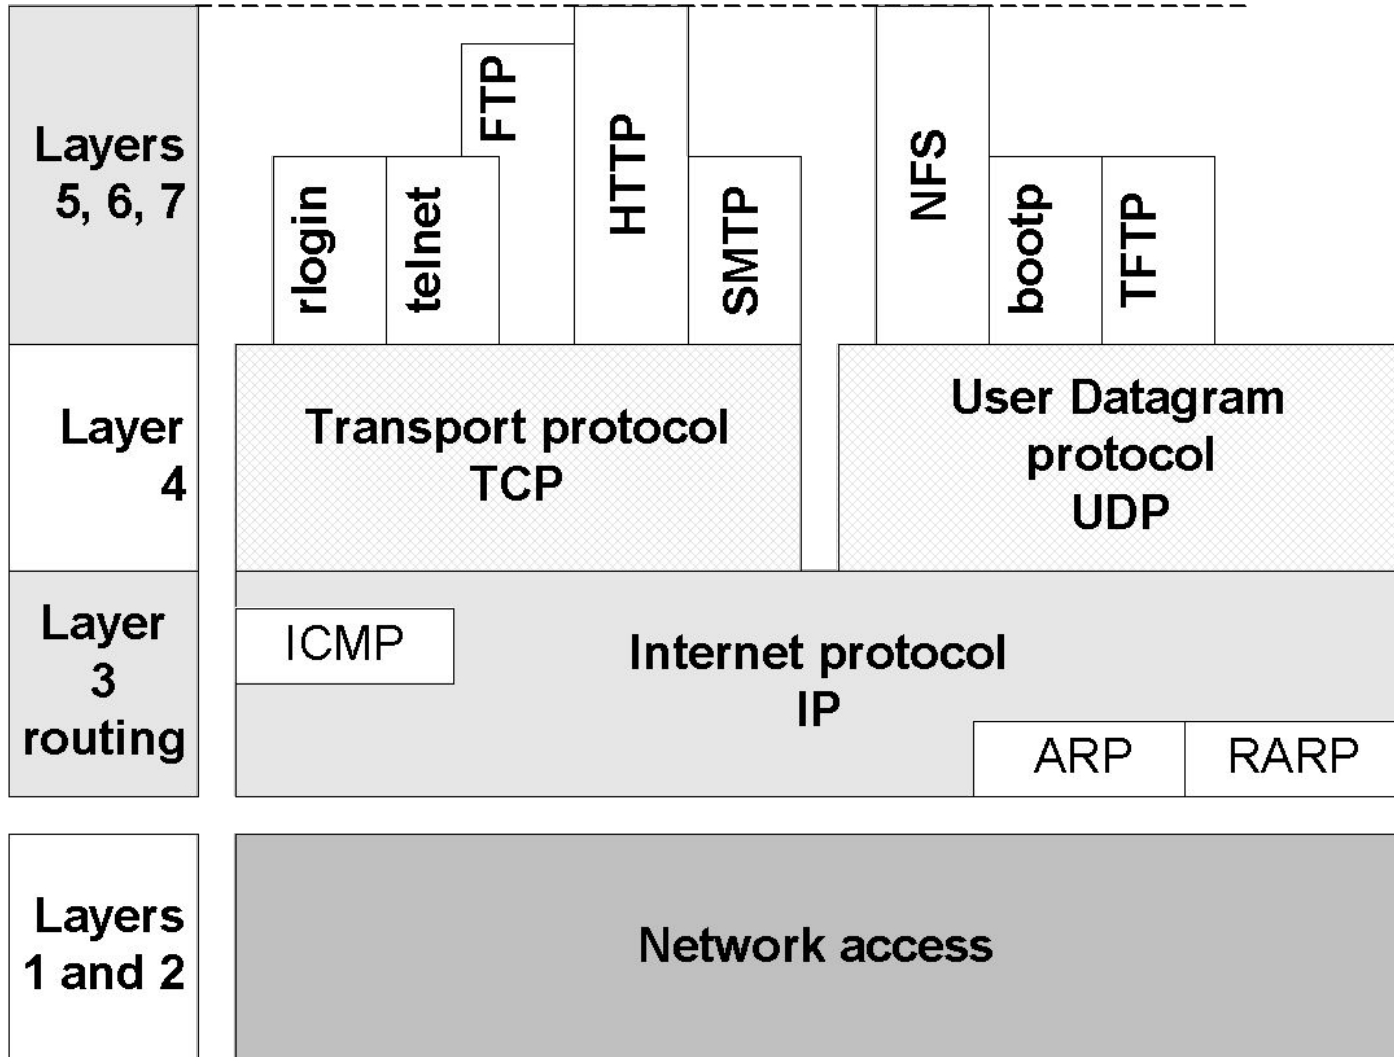 Layers
5, 6, 7
rlogin
telnet
FTP
HTTP
SMTP
NFS
bootp
TFTP
Layer
4
Transport protocol
TCP
User Datagram
protocol
UDP
Layer
3
routing
ICMP
Internet protocol
IP
ARP
RARP
Layers
1 and 2
Network access